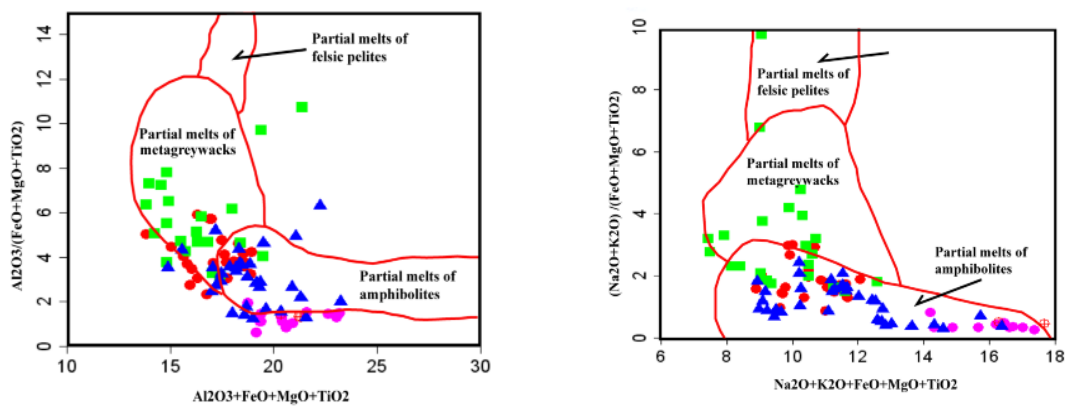 Al2O3/(FeO+MgO+TiO2)
14
12
10
8
6
4
2
0
10
15
20
25
30
Al2O3+FeO+MgO+TiO2
Partial melts of
felsic pelites
Partial melts of
metagreywacks
Partial melts of
amphibolites
(Na2O+K2O) /(FeO+MgO+TiO2)
10
8
6
4
2
0
6
8
10
12
14
16
18
Na2O+K2O+FeO+MgO+TiO2
Partial melts of
felsic pelites
Partial melts of
metagreywacks
Partial melts of
amphibolites